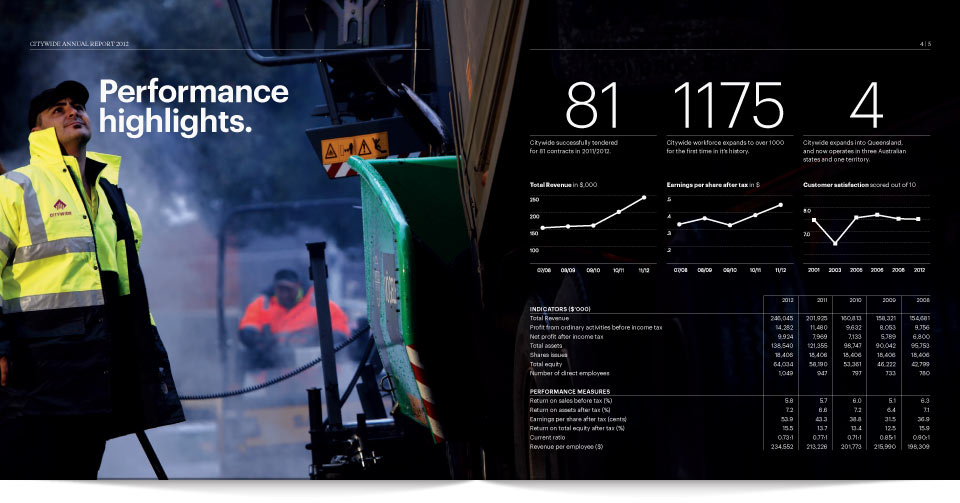 CITYWIDE ANNUAL REPORT 2012
4 | 5
Performance
highlights.
CITYWIDE
81
Citywide successfully tendered
for 81 contracts in 2011/2012.
1175
Citywide workforce expands to over 1000
for the first time in it's history.
4
Citywide expands into Queensland,
and now operates in three Australian
states and one territory.
Total Revenue in $,000
250
200
150
100
07/08 08/09 09/10 10/11 11/12
Earnings per share after tax in $
.5
.4
.3
.2
07/08 08/09 09/10 10/11 11/12
Customer satisfaction scored out of 10
8.0
7.0
2001 2003 2005 2006 2008 2012
2012 2011 2010 2009 2008
INDICATORS ($'000)
Total Revenue 246,045 201,925 160,813 158,321 154,681
Profit from ordinary activities before income tax 14,282 11,480 9,632 8,053 9,756
Net profit after income tax 9,924 7,969 7,133 5,789 6,800
Total assets 138,540 121,355 98,747 90,042 95,753
Shares issues 18,406 18,406 18,406 18,406 18,406
Total equity 64,034 58,190 53,361 46,222 42,799
Number of direct employees 1,049 947 797 733 780
PERFORMANCE MEASURES
Return on sales before tax (%) 5.8 5.7 6.0 5.1 6.3
Return on assets after tax (%) 7.2 6.6 7.2 6.4 7.1
Earnings per share after tax (cents) 53.9 43.3 38.8 31.5 36.9
Return on total equity after tax (%) 15.5 13.7 13.4 12.5 15.9
Current ratio 0.73:1 0.77:1 0.71:1 0.85:1 0.90:1
Revenue per employee ($) 234,552 213,226 201,773 215,990 198,309